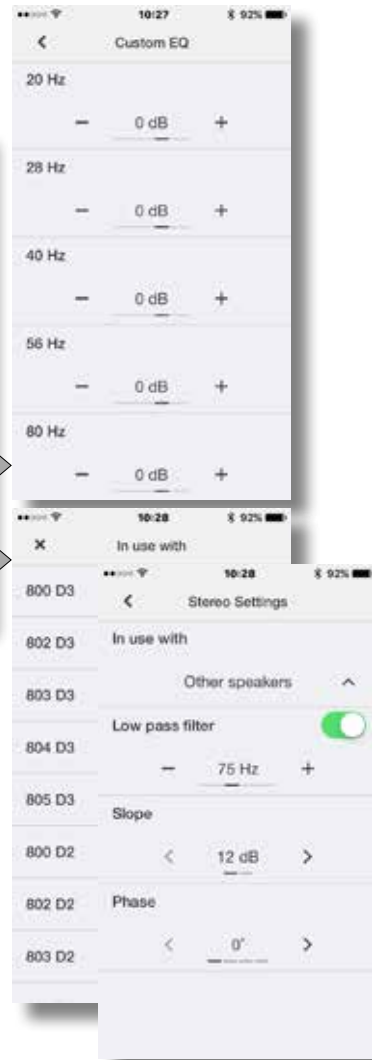 10:27 92%
Custom EQ
20 Hz
− 0 dB +
28 Hz
− 0 dB +
40 Hz
− 0 dB +
56 Hz
− 0 dB +
80 Hz
− 0 dB +
10:28 92%
× In use with
800 D3
802 D3
803 D3
804 D3
805 D3
800 D2
802 D2
803 D2
10:28 92%
< Stereo Settings
In use with
Other speakers
Low pass filter
− 75 Hz +
Slope
< 12 dB >
Phase
< 0° >